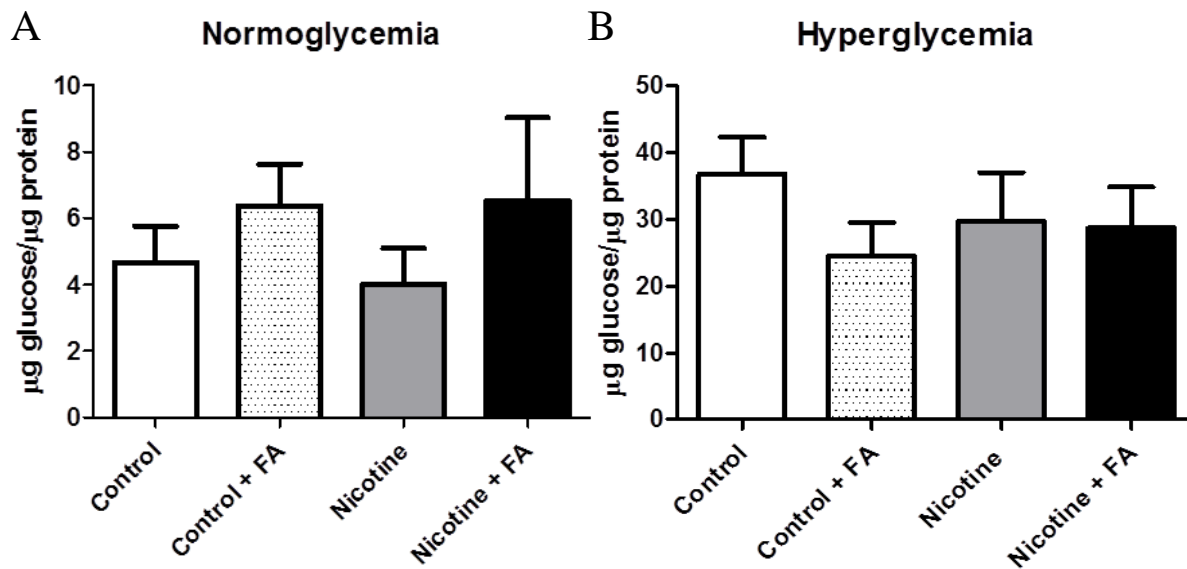 A
Normoglycemia
μg glucose/μg protein
10
8
6
4
2
0
Control
Control + FA
Nicotine
Nicotine + FA
B
Hyperglycemia
μg glucose/μg protein
50
40
30
20
10
0
Control
Control + FA
Nicotine
Nicotine + FA